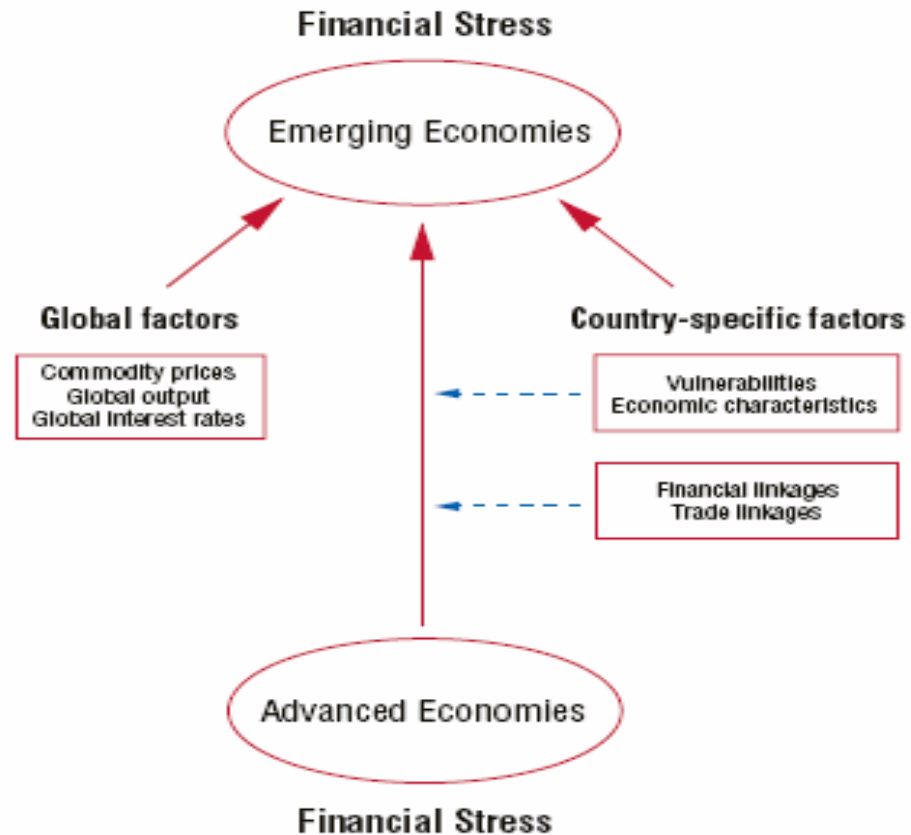 Financial Stress
Emerging Economies
Global factors
Commodity prices
Global output
Global interest rates
Country-specific factors
Vulnerabilities
Economic characteristics
Financial linkages
Trade linkages
Advanced Economies
Financial Stress